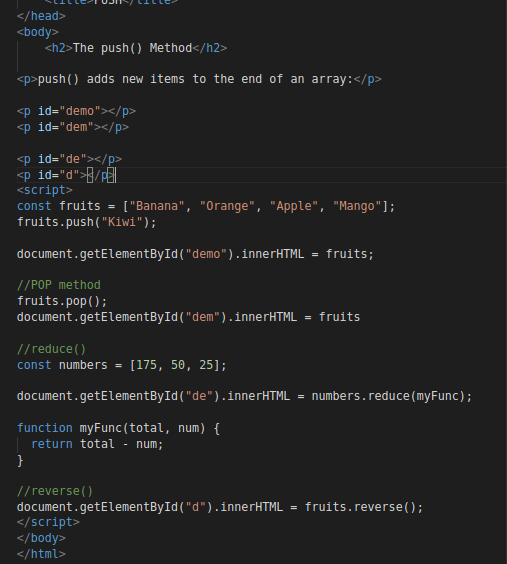 <title>PUSH</title>
</head>
<body>
<h2>The push() Method</h2>
<p>push() adds new items to the end of an array:</p>
<p id="demo"></p>
<p id="dem"></p>
<p id="de"></p>
<p id="d"></p>
<script>
const fruits = ["Banana", "Orange", "Apple", "Mango"];
fruits.push("Kiwi");
document.getElementById("demo").innerHTML = fruits;
//POP method
fruits.pop();
document.getElementById("dem").innerHTML = fruits
//reduce()
const numbers = [175, 50, 25];
document.getElementById("de").innerHTML = numbers.reduce(myFunc);
function myFunc(total, num) {
return total - num;
}
//reverse()
document.getElementById("d").innerHTML = fruits.reverse();
</script>
</body>
</html>